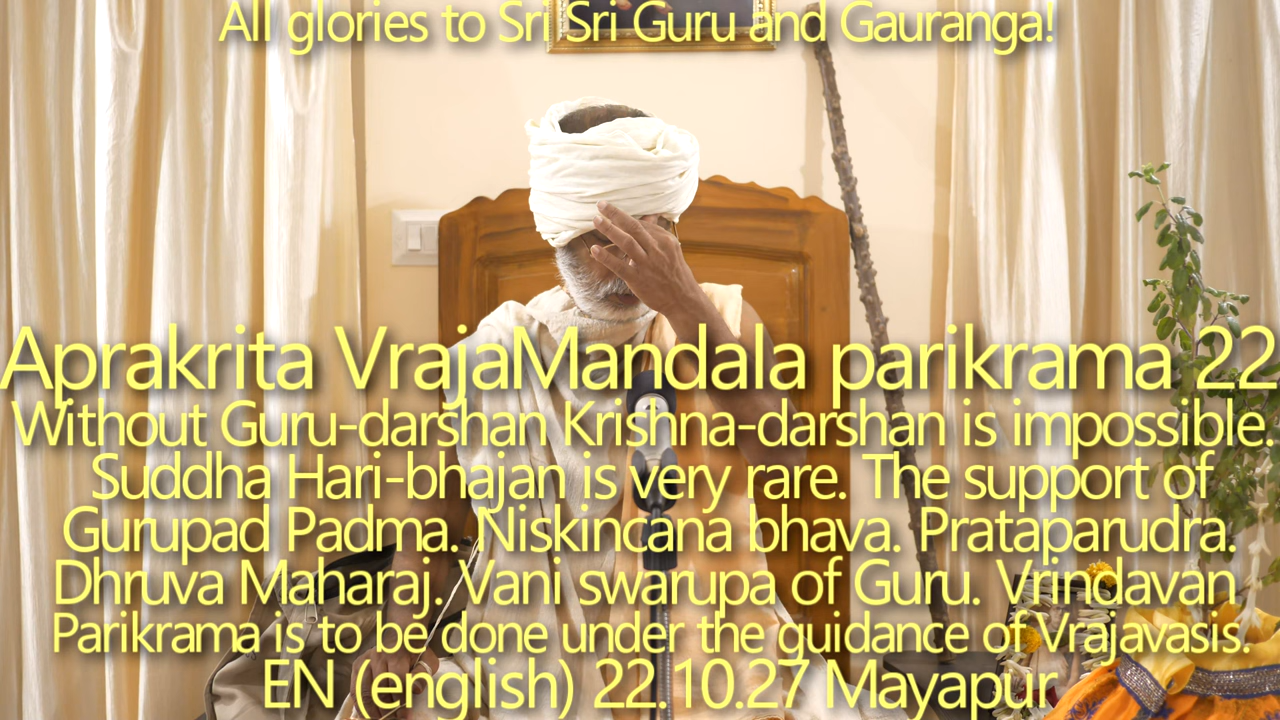 All glories to Sri Sri Guru and Gauranga!
Aprakrita VrajaMandala parikrama 22
Without Guru-darshan Krishna-darshan is impossible.
Suddha Hari-bhajan is very rare. The support of
Gurupad Padma. Niskincana bhava. Prataparudra.
Dhruva Maharaj. Vani swarupa of Guru. Vrindavan
Parikrama is to be done under the guidance of Vrajavasis.
EN (english) 22.10.27 Mayapur